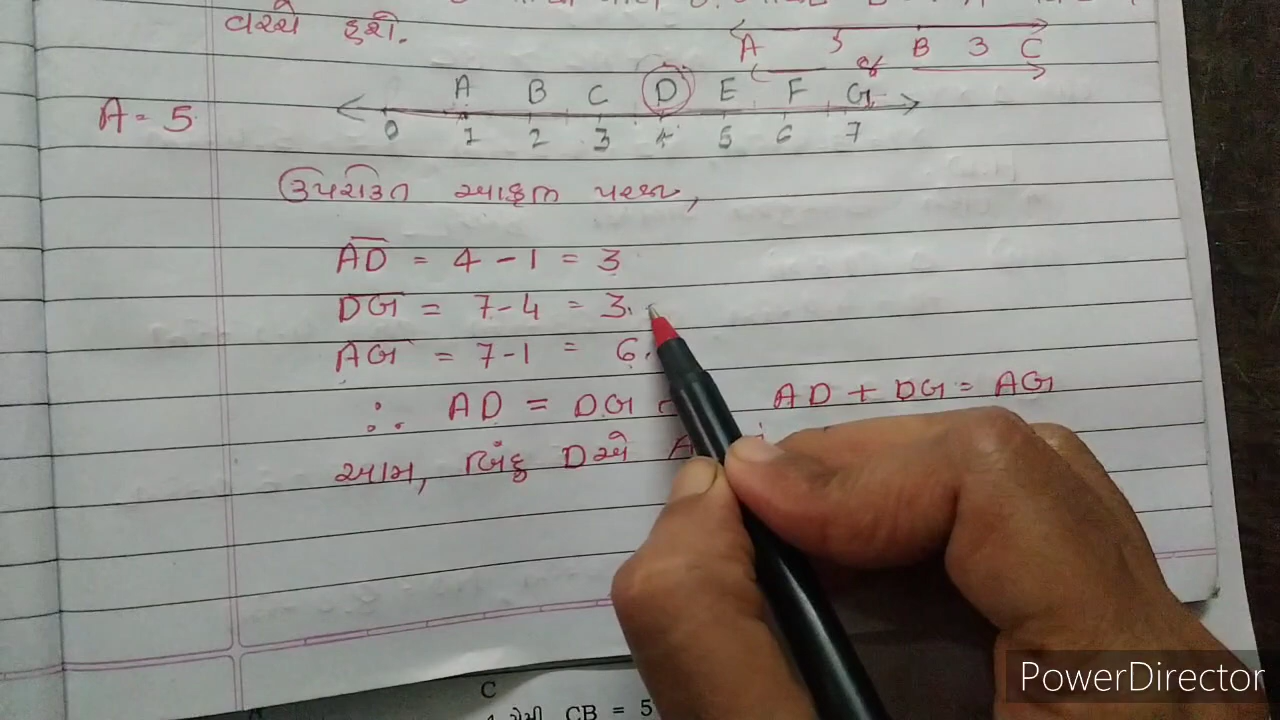 વચ્ચે હશે.
A 3 B 3 C
A B C D E F G
A = 5
0 1 2 3 4 5 6 7
ઉપરોક્ત આકૃતિ પરથી,
AD = 4 - 1 = 3
DG = 7 - 4 = 3.
AG = 7 - 1 = 6.
∴ AD = DG AD + DG = AG
આમ, બિંદુ D એ A
C
CB = 5
PowerDirector